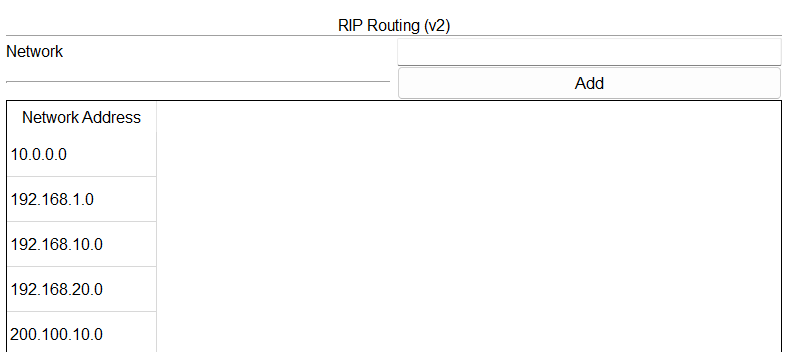 RIP Routing (v2)
Network
Add
Network Address
10.0.0.0
192.168.1.0
192.168.10.0
192.168.20.0
200.100.10.0